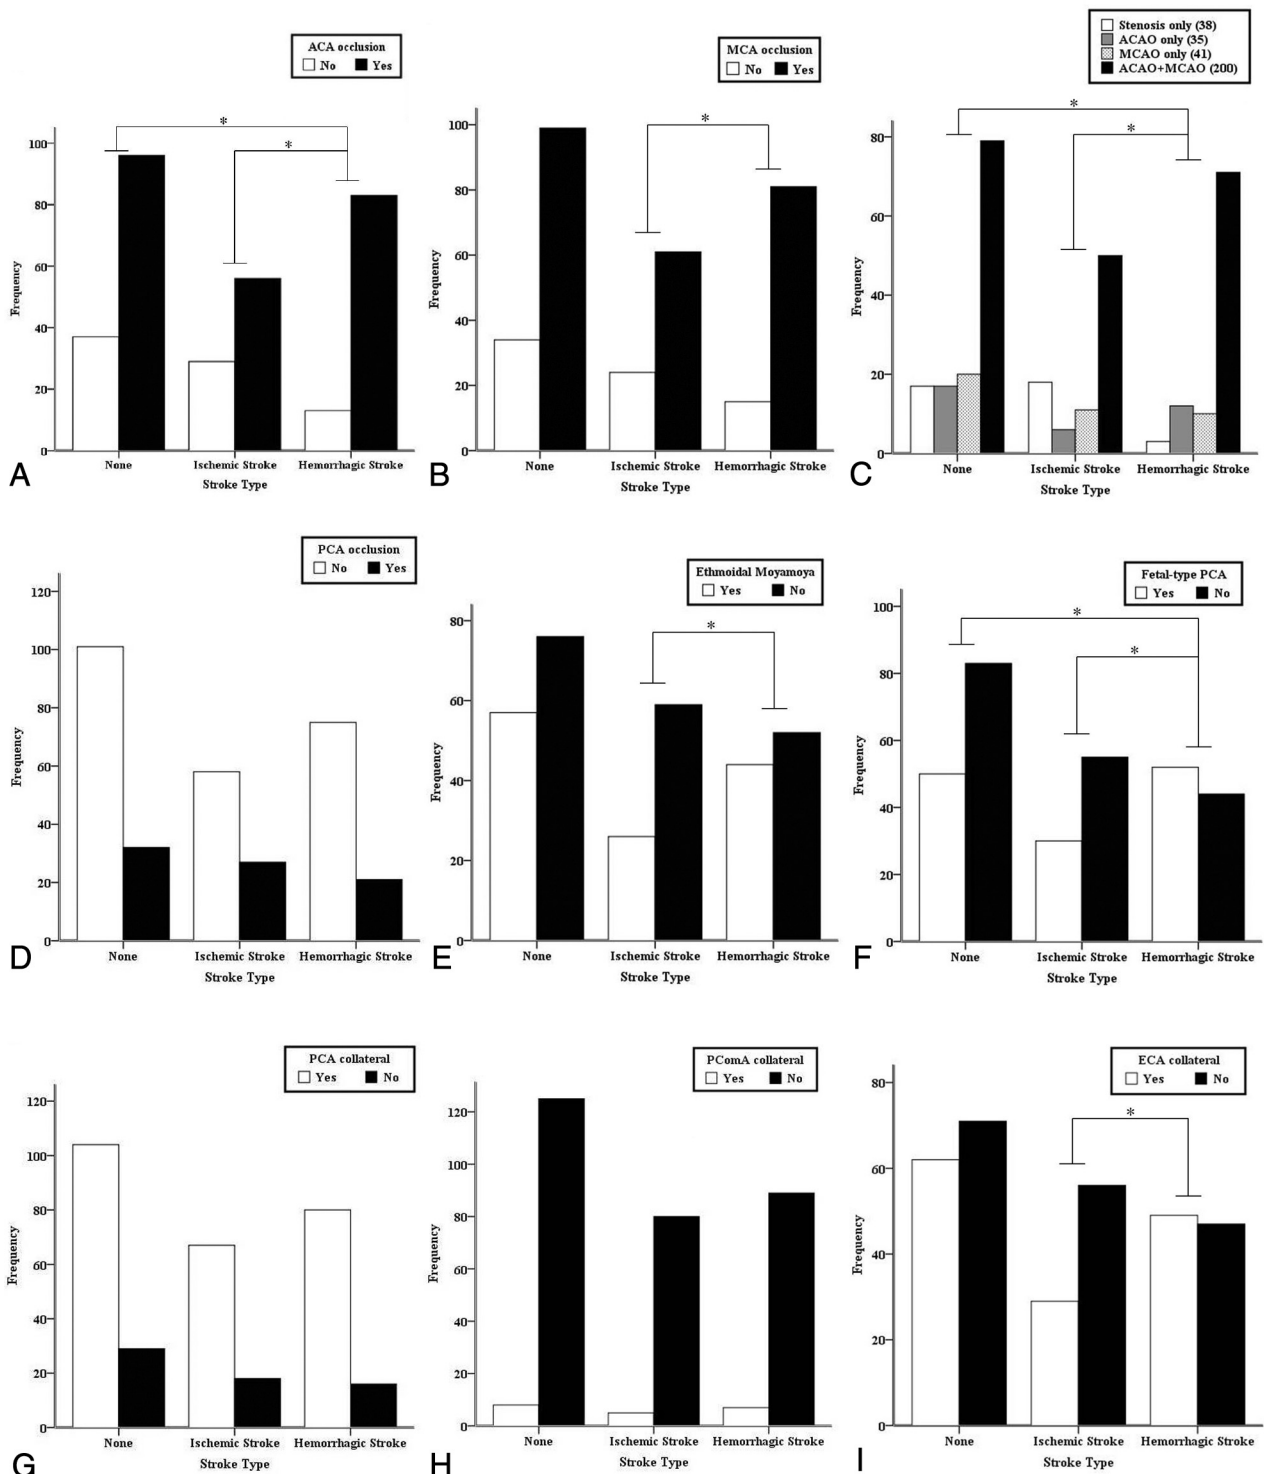 ACA occlusion
No Yes
*
*
100
80
60
40
20
0
Frequency
None Ischemic Stroke Hemorrhagic Stroke
Stroke Type
A
MCA occlusion
No Yes
*
100
80
60
40
20
0
Frequency
None Ischemic Stroke Hemorrhagic Stroke
Stroke Type
B
Stenosis only (38)
ACAO only (35)
MCAO only (41)
ACAO+MCAO (200)
*
*
80
60
40
20
0
Frequency
None Ischemic Stroke Hemorrhagic Stroke
Stroke Type
C
PCA occlusion
No Yes
120
100
80
60
40
20
0
Frequency
None Ischemic Stroke Hemorrhagic Stroke
Stroke Type
D
Ethmoidal Moyamoya
Yes No
*
80
60
40
20
0
Frequency
None Ischemic Stroke Hemorrhagic Stroke
Stroke Type
E
Fetal-type PCA
Yes No
*
*
100
80
60
40
20
0
Frequency
None Ischemic Stroke Hemorrhagic Stroke
Stroke Type
F
PCA collateral
Yes No
120
100
80
60
40
20
0
Frequency
None Ischemic Stroke Hemorrhagic Stroke
Stroke Type
G
PComA collateral
Yes No
120
100
80
60
40
20
0
Frequency
None Ischemic Stroke Hemorrhagic Stroke
Stroke Type
H
ECA collateral
Yes No
*
80
60
40
20
0
Frequency
None Ischemic Stroke Hemorrhagic Stroke
Stroke Type
I